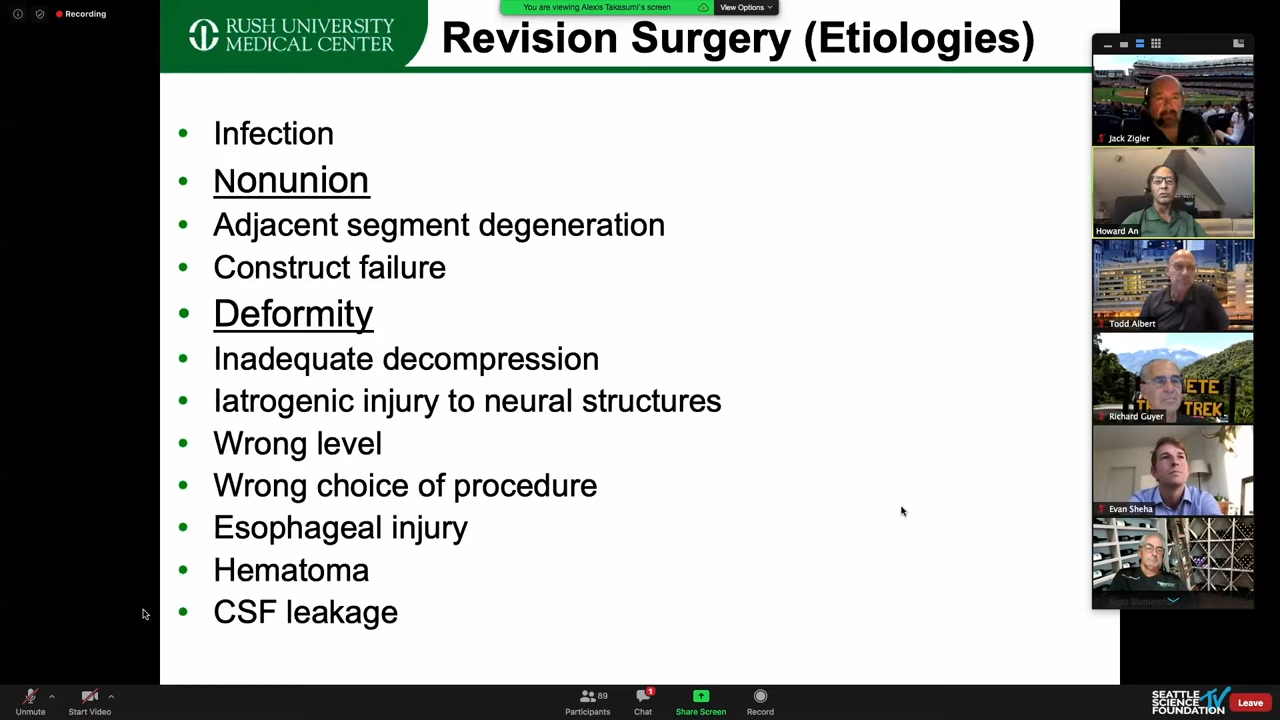 Recording
You are viewing Alexis Takasumi's screen
View Options
RUSH UNIVERSITY
MEDICAL CENTER
Revision Surgery (Etiologies)
• Infection
• Nonunion
• Adjacent segment degeneration
• Construct failure
• Deformity
• Inadequate decompression
• Iatrogenic injury to neural structures
• Wrong level
• Wrong choice of procedure
• Esophageal injury
• Hematoma
• CSF leakage
Jack Zigler
Howard An
Todd Albert
ETE
TREK
Richard Guyer
Evan Sheha
Unmute
Start Video
89
Participants
1
Chat
Share Screen
Record
SEATTLE
SCIENCE
FOUNDATION
TV
Leave